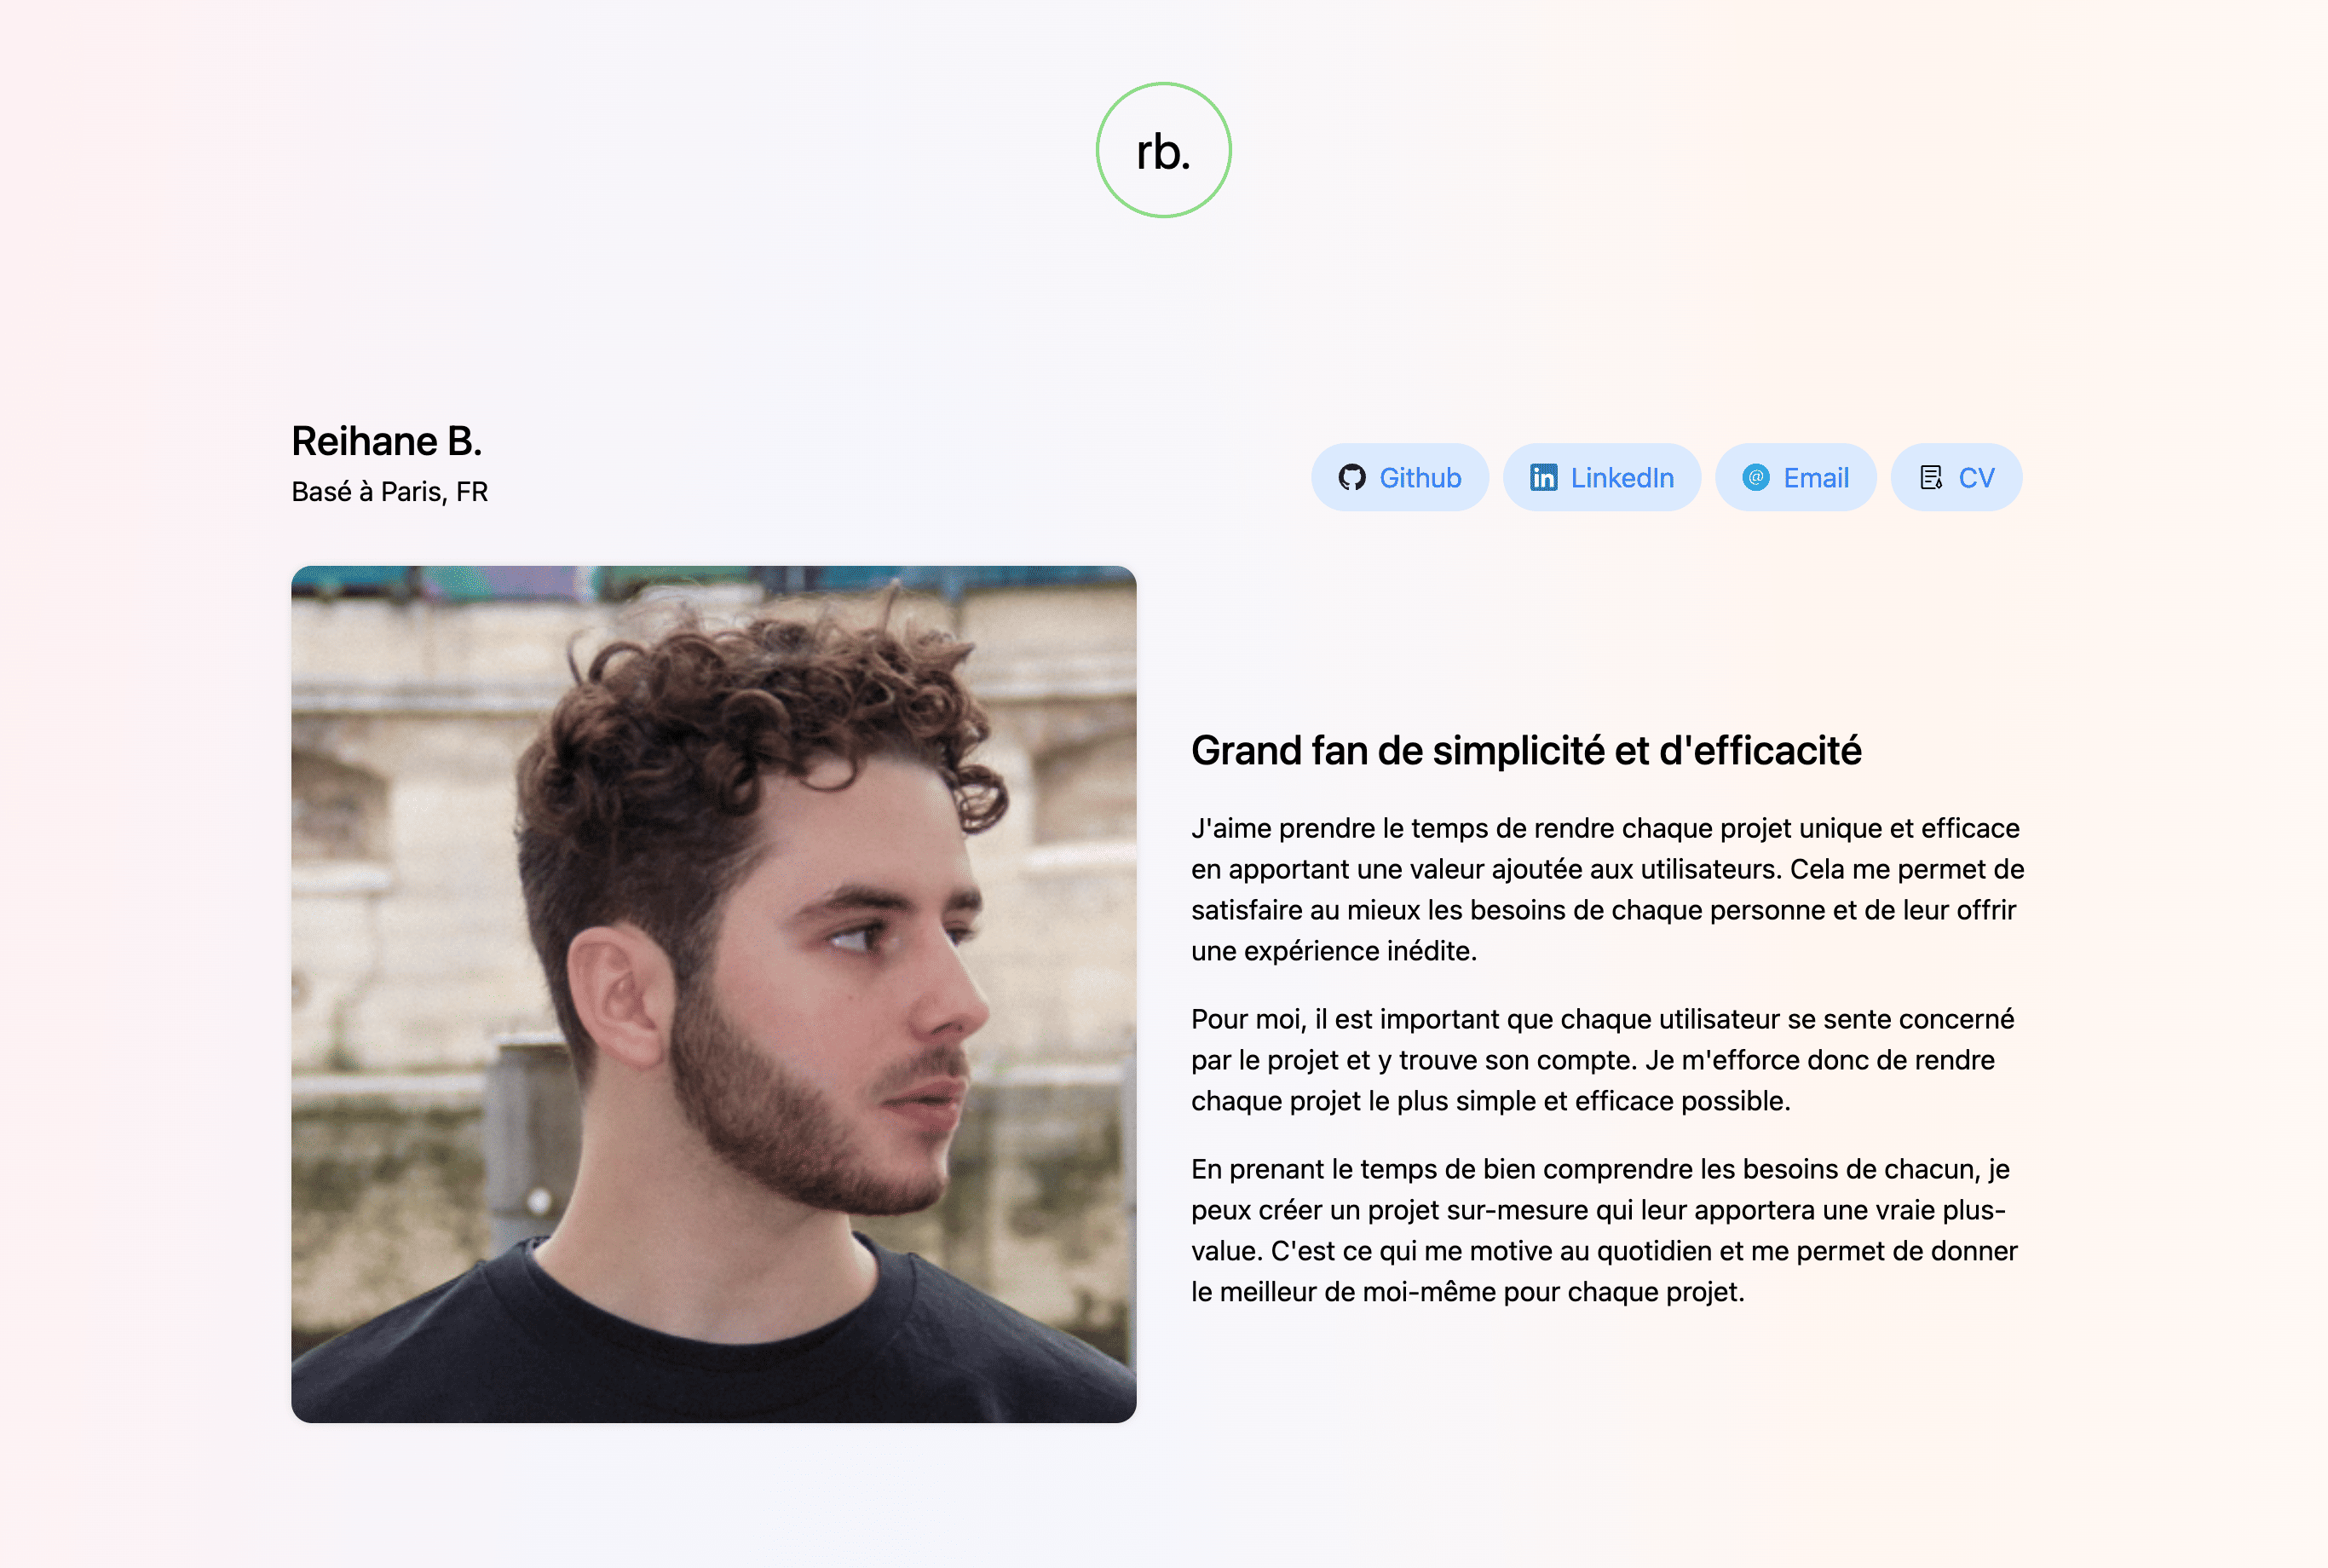 rb.
Reihane B.
Basé à Paris, FR
Github
LinkedIn
Email
CV
Grand fan de simplicité et d'efficacité
J'aime prendre le temps de rendre chaque projet unique et efficace
en apportant une valeur ajoutée aux utilisateurs. Cela me permet de
satisfaire au mieux les besoins de chaque personne et de leur offrir
une expérience inédite.
Pour moi, il est important que chaque utilisateur se sente concerné
par le projet et y trouve son compte. Je m'efforce donc de rendre
chaque projet le plus simple et efficace possible.
En prenant le temps de bien comprendre les besoins de chacun, je
peux créer un projet sur-mesure qui leur apportera une vraie plus-
value. C'est ce qui me motive au quotidien et me permet de donner
le meilleur de moi-même pour chaque projet.